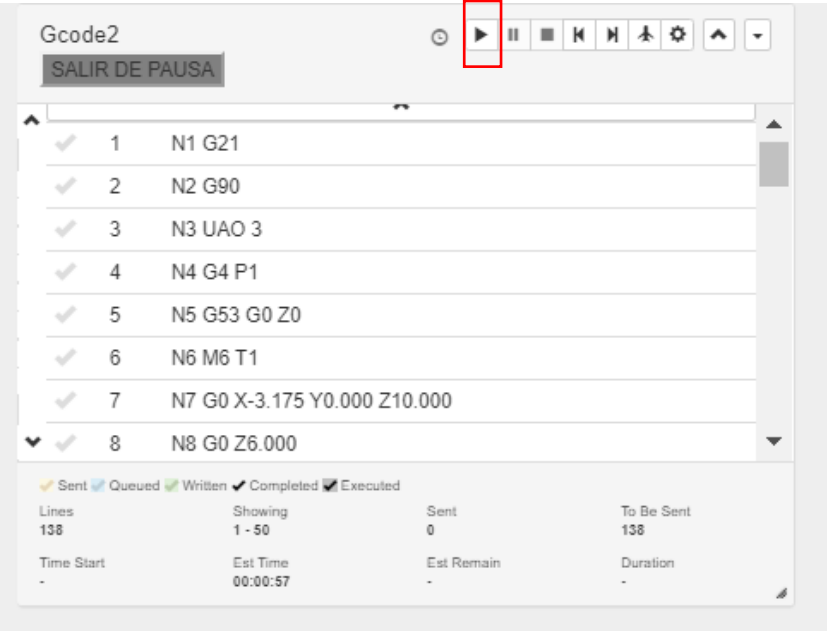 Gcode2
SALIR DE PAUSA
1 N1 G21
2 N2 G90
3 N3 UAO 3
4 N4 G4 P1
5 N5 G53 G0 Z0
6 N6 M6 T1
7 N7 G0 X-3.175 Y0.000 Z10.000
8 N8 G0 Z6.000
Sent Queued Written Completed Executed
Lines Showing Sent To Be Sent
138 1 - 50 0 138
Time Start Est Time Est Remain Duration
- 00:00:57 - -